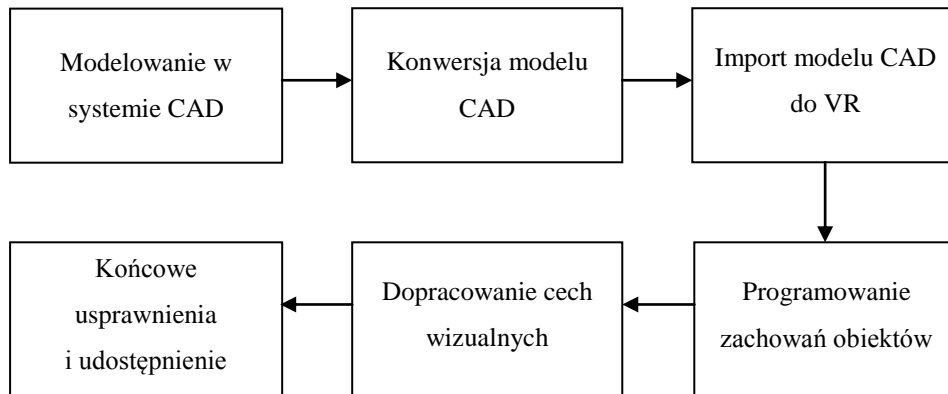 Modelowanie w
systemie CAD
Konwersja modelu
CAD
Import modelu CAD
do VR
Programowanie
zachowań obiektów
Dopracowanie cech
wizualnych
Końcowe
usprawnienia
i udostępnienie